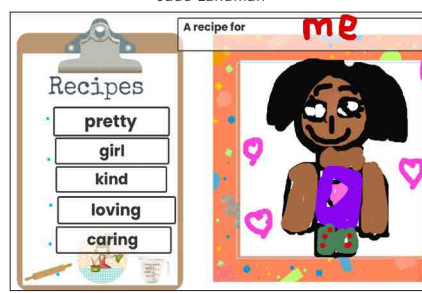 A recipe for me
Recipes
pretty
girl
kind
loving
caring